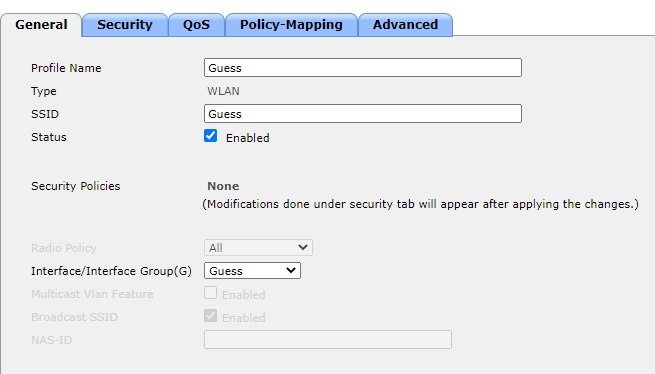 General Security QoS Policy-Mapping Advanced
Profile Name Guess
Type WLAN
SSID Guess
Status Enabled
Security Policies None
(Modifications done under security tab will appear after applying the changes.)
Radio Policy All
Interface/Interface Group(G) Guess
Multicast Vlan Feature Enabled
Broadcast SSID Enabled
NAS-ID